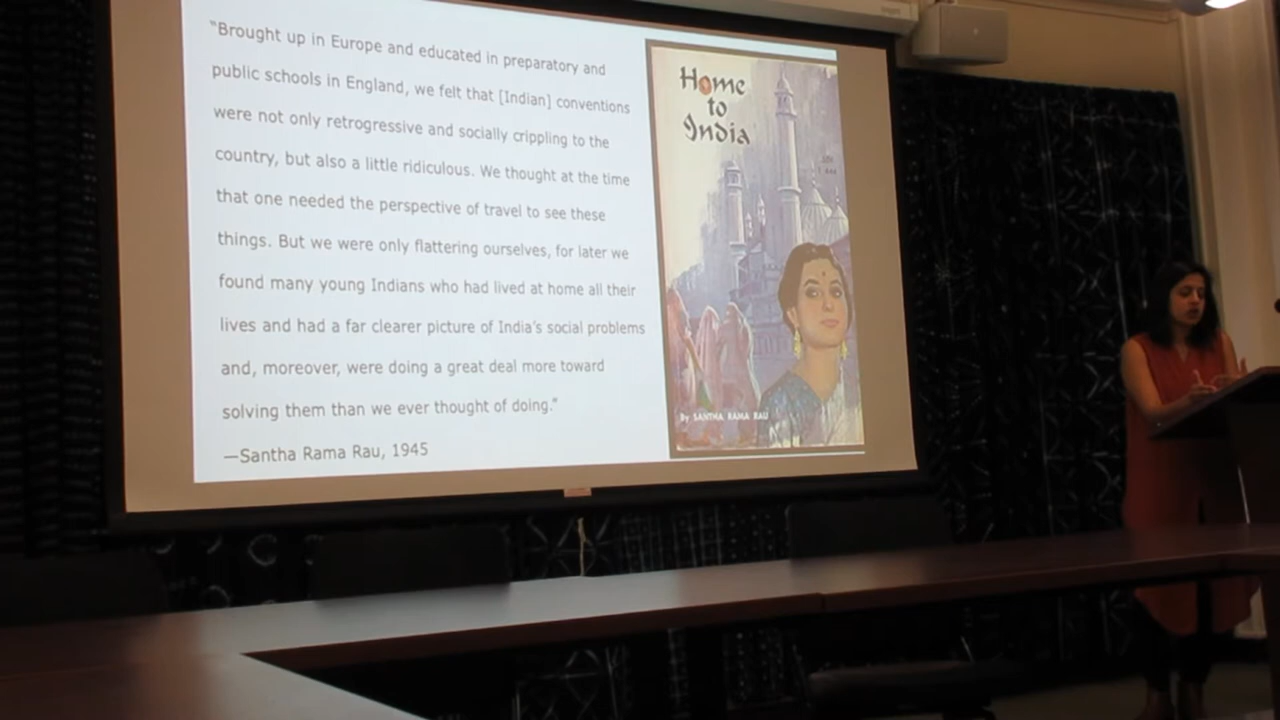 "Brought up in Europe and educated in preparatory and
public schools in England, we felt that [Indian] conventions
were not only retrogressive and socially crippling to the
country, but also a little ridiculous. We thought at the time
that one needed the perspective of travel to see these
things. But we were only flattering ourselves, for later we
found many young Indians who had lived at home all their
lives and had a far clearer picture of India's social problems
and, moreover, were doing a great deal more toward
solving them than we ever thought of doing."
—Santha Rama Rau, 1945
Home
to
India
By SANTHA RAMA RAU